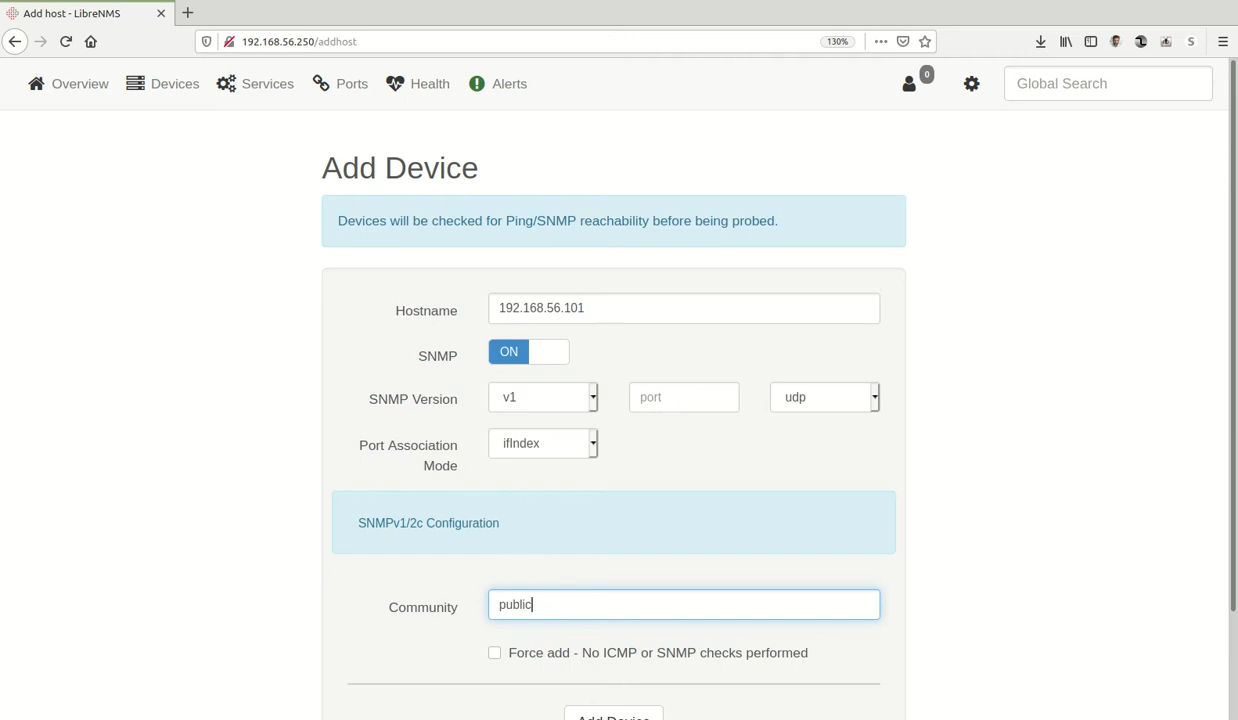 Add host - LibreNMS
192.168.56.250/addhost
130%
S
Overview Devices Services Ports Health Alerts
0
Global Search
Add Device
Devices will be checked for Ping/SNMP reachability before being probed.
Hostname 192.168.56.101
SNMP ON
SNMP Version v1 port udp
Port Association
Mode
ifIndex
SNMPv1/2c Configuration
Community public
Force add - No ICMP or SNMP checks performed
Add Device